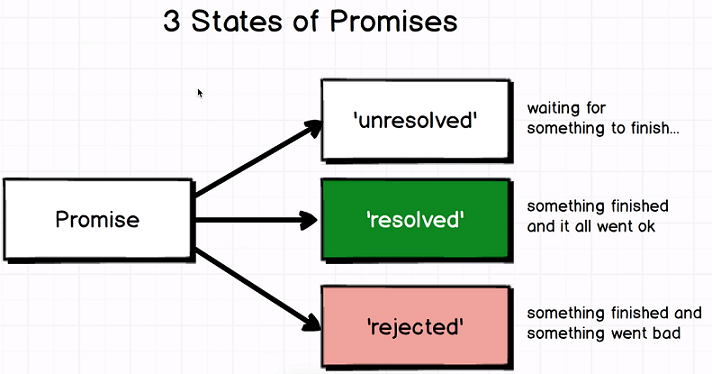 3 States of Promises
'unresolved'
waiting for
something to finish...
Promise
'resolved'
something finished
and it all went ok
'rejected'
something finished and
something went bad